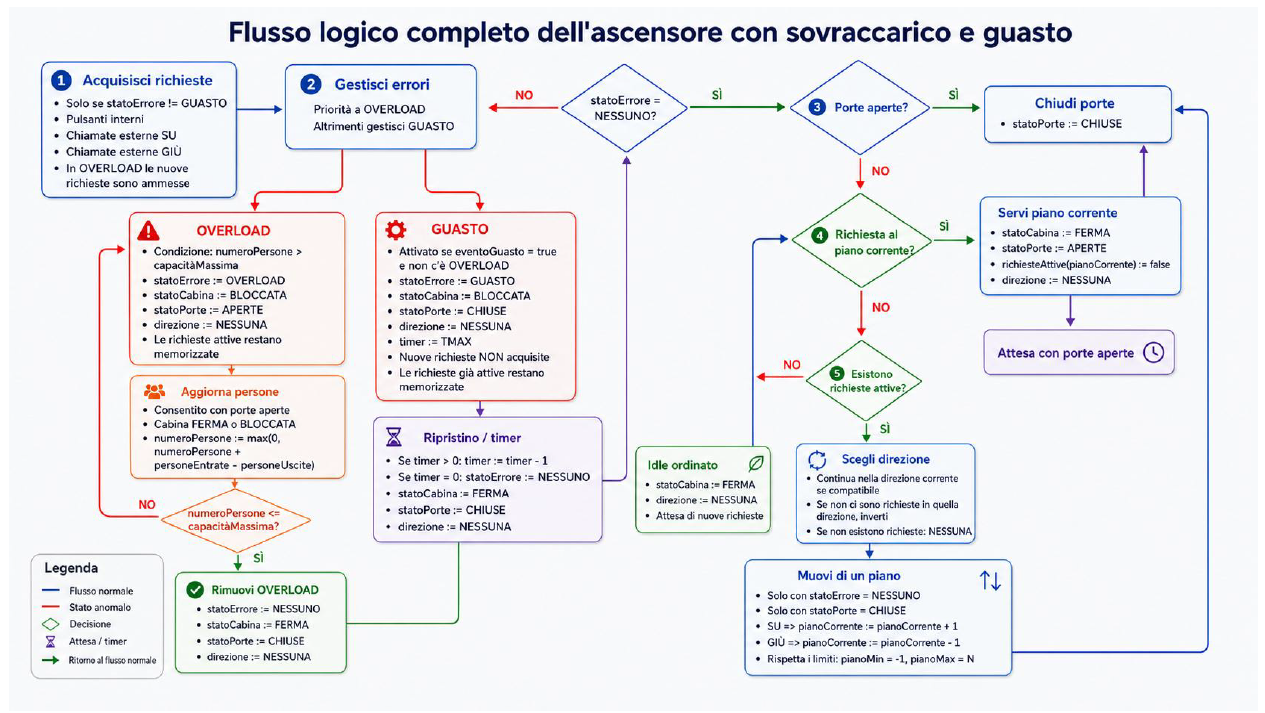 Flusso logico completo dell'ascensore con sovraccarico e guasto
1 Acquisisci richieste
• Solo se statoErrore != GUASTO
• Pulsanti interni
• Chiamate esterne SU
• Chiamate esterne GIÙ
• In OVERLOAD le nuove
richieste sono ammesse
2 Gestisci errori
Priorità a OVERLOAD
Altrimenti gestisci GUASTO
NO
statoErrore =
NESSUNO?
SÌ
3 Porte aperte?
SÌ
Chiudi porte
• statoPorte := CHIUSE
NO
OVERLOAD
• Condizione: numeroPersone >
capacitàMassima
• statoErrore := OVERLOAD
• statoCabina := BLOCCATA
• statoPorte := APERTE
• direzione := NESSUNA
• Le richieste attive restano
memorizzate
GUASTO
• Attivato se eventoGuasto = true
e non c'è OVERLOAD
• statoErrore := GUASTO
• statoCabina := BLOCCATA
• statoPorte := CHIUSE
• direzione := NESSUNA
• timer := TMAX
• Nuove richieste NON acquisite
• Le richieste già attive restano
memorizzate
4 Richiesta al
piano corrente?
SÌ
Servi piano corrente
• statoCabina := FERMA
• statoPorte := APERTE
• richiesteAttive(pianoCorrente) := false
• direzione := NESSUNA
NO
Attesa con porte aperte
NO
5 Esistono
richieste attive?
SÌ
Aggiorna persone
• Consentito con porte aperte
• Cabina FERMA o BLOCCATA
• numeroPersone := max(0,
numeroPersone +
personeEntrate - personeUscite)
Ripristino / timer
• Se timer > 0: timer := timer - 1
• Se timer = 0: statoErrore := NESSUNO
• statoCabina := FERMA
• statoPorte := CHIUSE
• direzione := NESSUNA
Idle ordinato
• statoCabina := FERMA
• direzione := NESSUNA
• Attesa di nuove richieste
Scegli direzione
• Continua nella direzione corrente
se compatibile
• Se non ci sono richieste in quella
direzione, inverti
• Se non esistono richieste: NESSUNA
NO
numeroPersone <=
capacitàMassima?
SÌ
Rimuovi OVERLOAD
• statoErrore := NESSUNO
• statoCabina := FERMA
• statoPorte := CHIUSE
• direzione := NESSUNA
Muovi di un piano
• Solo con statoErrore = NESSUNO
• Solo con statoPorte = CHIUSE
• SU => pianoCorrente := pianoCorrente + 1
• GIÙ => pianoCorrente := pianoCorrente - 1
• Rispetta i limiti: pianoMin = -1, pianoMax = N
Legenda
Flusso normale
Stato anomalo
Decisione
Attesa / timer
Ritorno al flusso normale